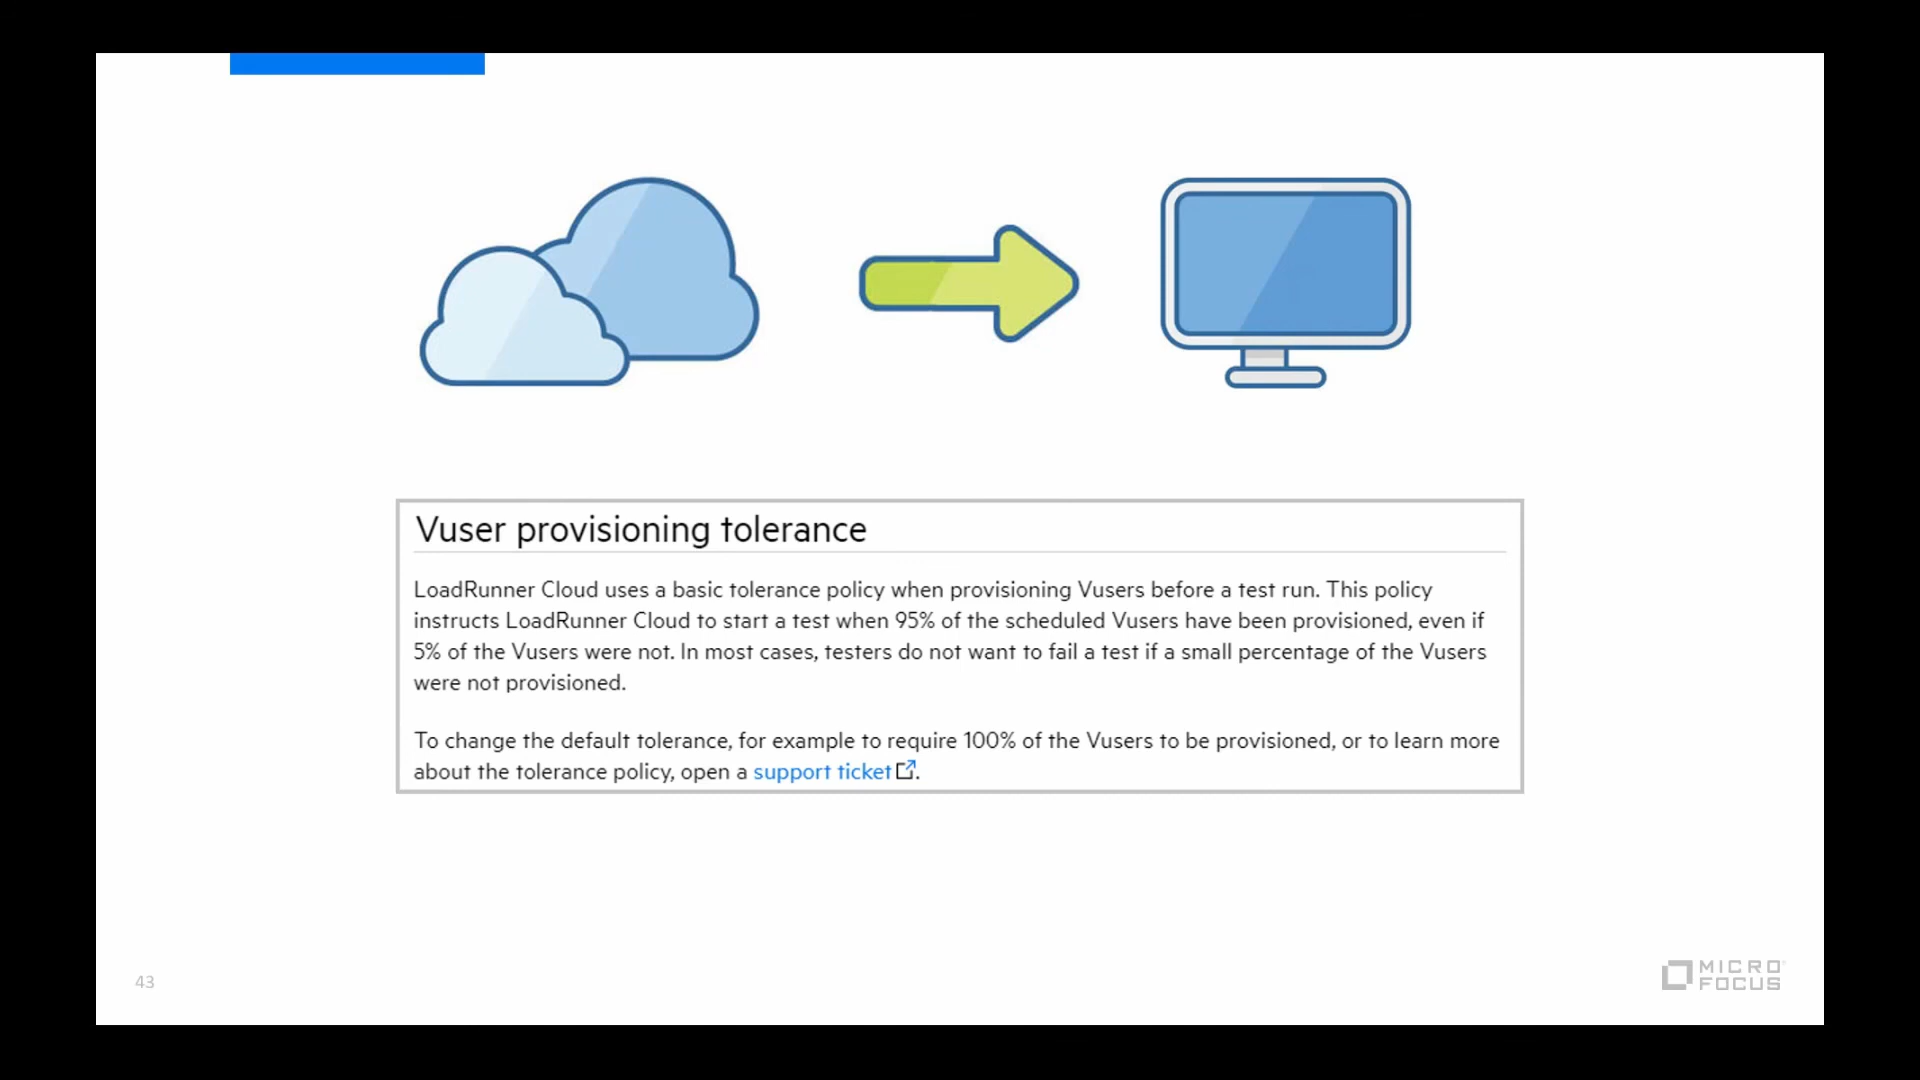 Vuser provisioning tolerance
LoadRunner Cloud uses a basic tolerance policy when provisioning Vusers before a test run. This policy
instructs LoadRunner Cloud to start a test when 95% of the scheduled Vusers have been provisioned, even if
5% of the Vusers were not. In most cases, testers do not want to fail a test if a small percentage of the Vusers
were not provisioned.
To change the default tolerance, for example to require 100% of the Vusers to be provisioned, or to learn more
about the tolerance policy, open a support ticket.
43
MICRO
FOCUS